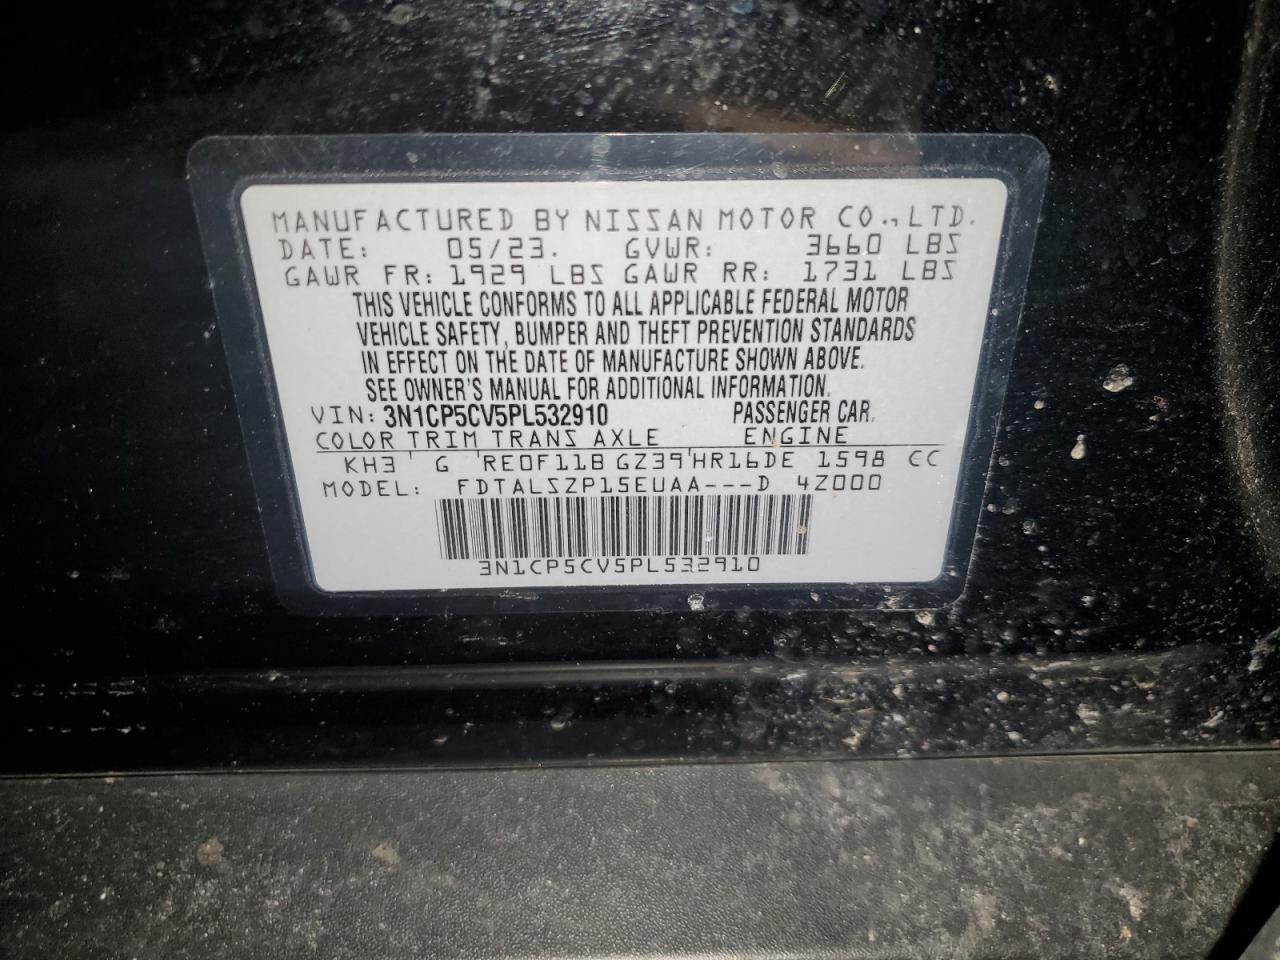 MANUFACTURED BY NISSAN MOTOR CO., LTD.
DATE: 05/23. GVWR: 3660 LBS
GAWR FR: 1929 LBS GAWR RR: 1731 LBS
THIS VEHICLE CONFORMS TO ALL APPLICABLE FEDERAL MOTOR
VEHICLE SAFETY, BUMPER AND THEFT PREVENTION STANDARDS
IN EFFECT ON THE DATE OF MANUFACTURE SHOWN ABOVE.
SEE OWNER'S MANUAL FOR ADDITIONAL INFORMATION.
VIN: 3N1CP5CV5PL532910 PASSENGER CAR.
COLOR TRIM TRANS AXLE ENGINE
KH3 G RE0F11B GZ39 HR16DE 1598 CC
MODEL: FDTALSZP15EUAA---D 4Z000
3N1CP5CV5PL532910